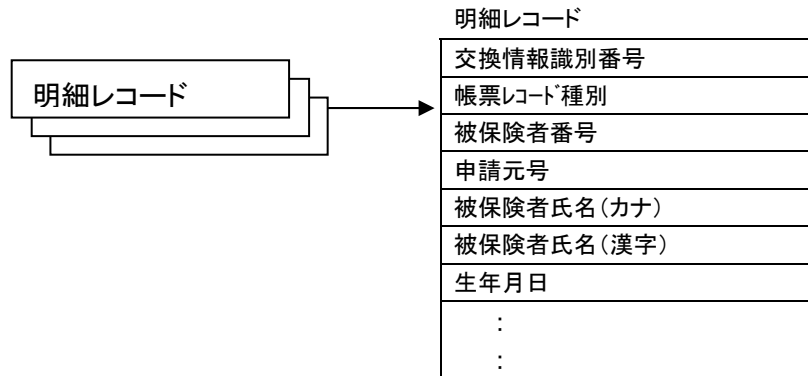 明細レコード
明細レコード
交換情報識別番号
帳票ﾚｺｰﾄﾞ種別
被保険者番号
申請元号
被保険者氏名（カナ）
被保険者氏名（漢字）
生年月日
：
：